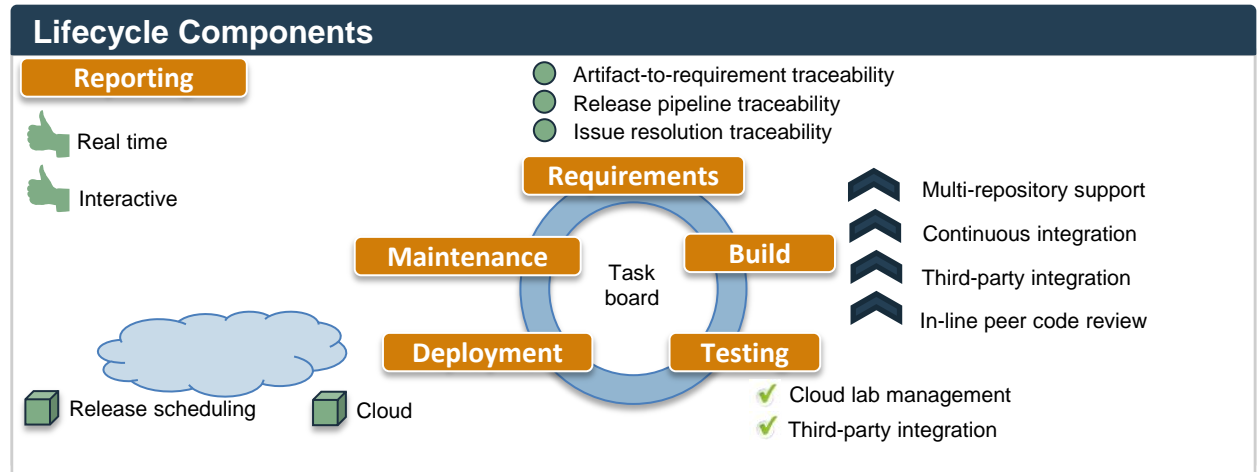 Lifecycle Components
Reporting
Real time
Interactive
Artifact-to-requirement traceability
Release pipeline traceability
Issue resolution traceability
Requirements
Maintenance
Build
Task
board
Deployment
Testing
Multi-repository support
Continuous integration
Third-party integration
In-line peer code review
Release scheduling
Cloud
Cloud lab management
Third-party integration